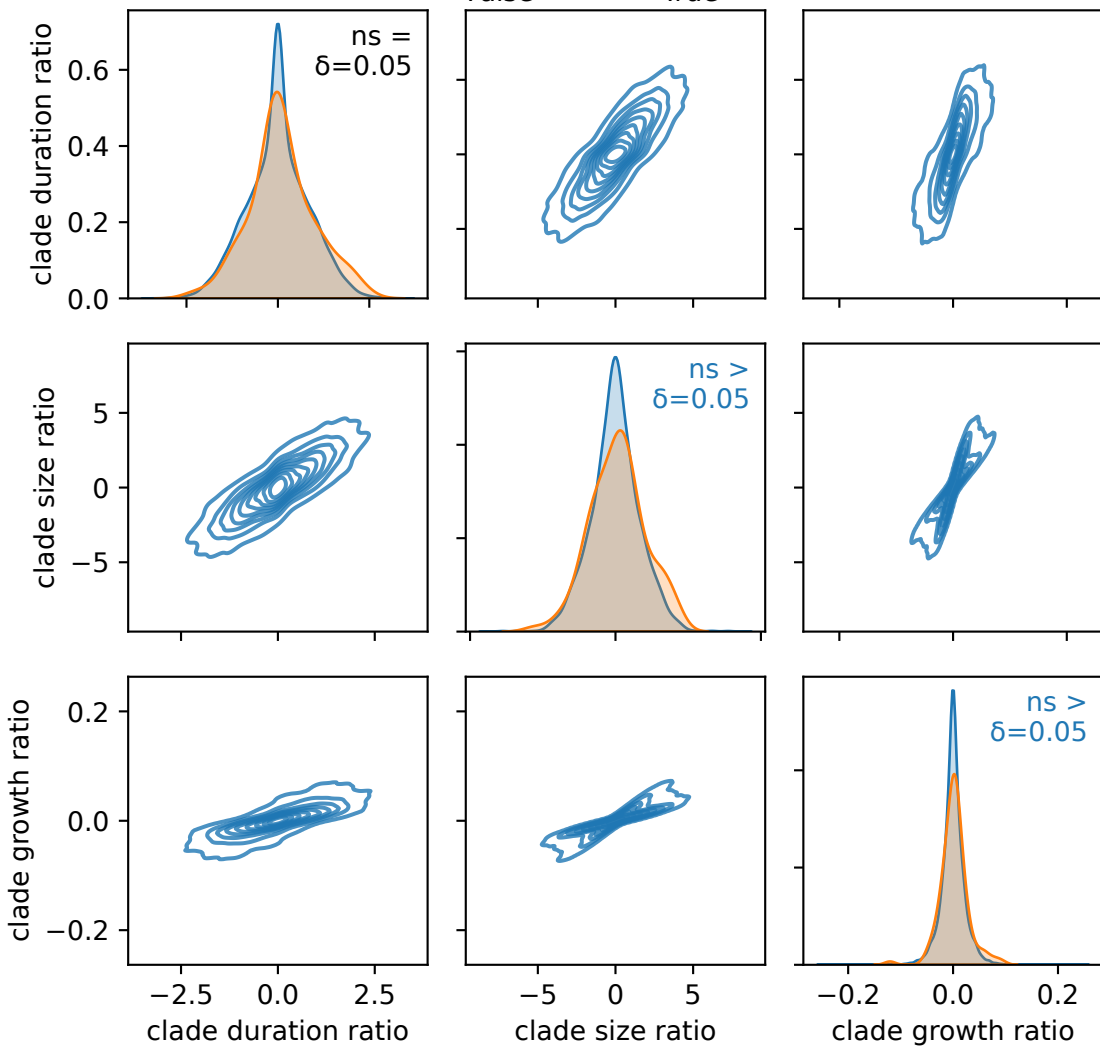 clade duration ratio
0.6
0.4
0.2
0.0
ns =
δ=0.05
clade size ratio
5
0
−5
ns >
δ=0.05
clade growth ratio
0.2
0.0
−0.2
ns >
δ=0.05
−2.5 0.0 2.5
−5 0 5
−0.2 0.0 0.2
clade duration ratio
clade size ratio
clade growth ratio